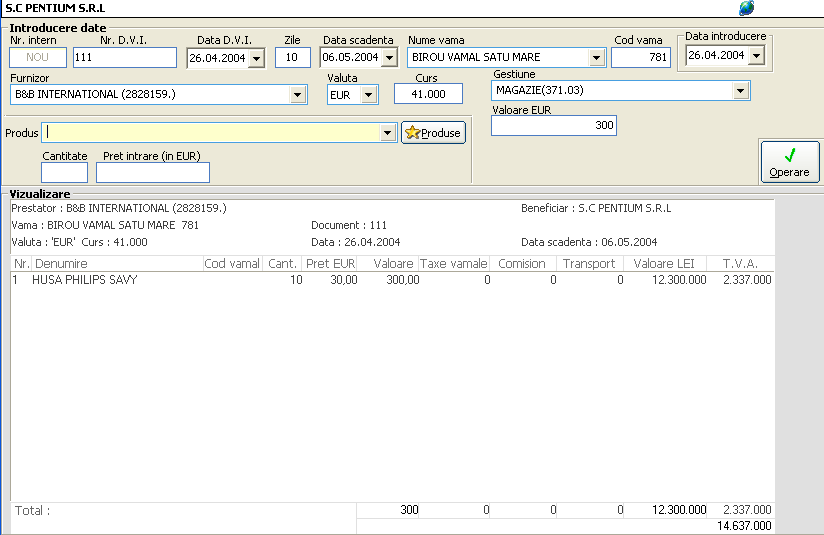 S.C PENTIUM S.R.L
Introducere date
Nr. intern Nr. D.V.I. Data D.V.I. Zile Data scadenta Nume vama Cod vama Data introducere
NOU 111 26.04.2004 10 06.05.2004 BIROU VAMAL SATU MARE 781 26.04.2004
Furnizor Valuta Curs Gestiune
B&B INTERNATIONAL (2828159.) EUR 41.000 MAGAZIE(371.03)
Valoare EUR
300
Produs Produse
Cantitate Pret intrare (in EUR)
Operare
Vizualizare
Prestator : B&B INTERNATIONAL (2828159.) Beneficiar : S.C PENTIUM S.R.L
Vama : BIROU VAMAL SATU MARE 781 Document : 111
Valuta : 'EUR' Curs : 41.000 Data : 26.04.2004 Data scadenta : 06.05.2004
Nr. Denumire Cod vamal Cant. Pret EUR Valoare Taxe vamale Comision Transport Valoare LEI T.V.A.
1 HUSA PHILIPS SAVY 10 30,00 300,00 0 0 0 12.300.000 2.337.000
Total : 300 0 0 0 12.300.000 2.337.000
14.637.000